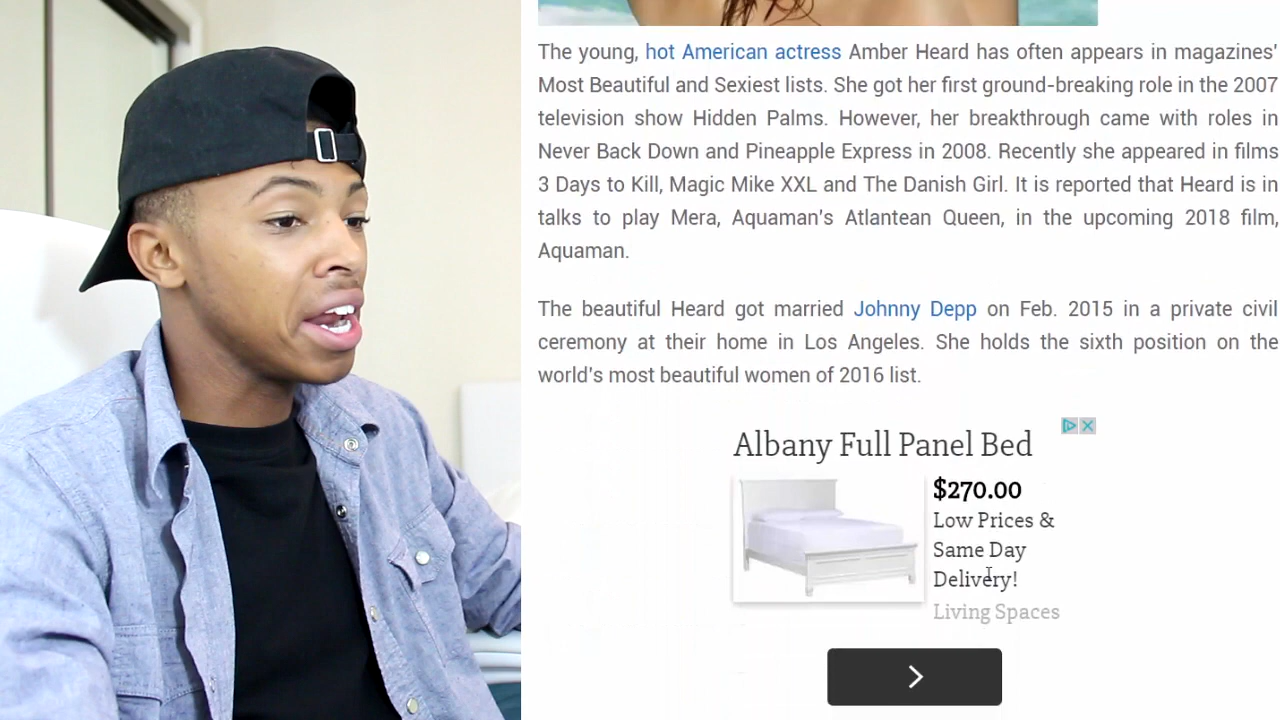 The young, hot American actress Amber Heard has often appears in magazines'
Most Beautiful and Sexiest lists. She got her first ground-breaking role in the 2007
television show Hidden Palms. However, her breakthrough came with roles in
Never Back Down and Pineapple Express in 2008. Recently she appeared in films
3 Days to Kill, Magic Mike XXL and The Danish Girl. It is reported that Heard is in
talks to play Mera, Aquaman's Atlantean Queen, in the upcoming 2018 film,
Aquaman.
The beautiful Heard got married Johnny Depp on Feb. 2015 in a private civil
ceremony at their home in Los Angeles. She holds the sixth position on the
world's most beautiful women of 2016 list.
Albany Full Panel Bed
$270.00
Low Prices &
Same Day
Delivery!
Living Spaces